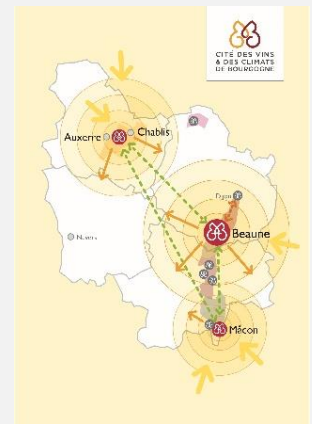 CITÉ DES VINS
& DES CLIMATS
DE BOURGOGNE
Auxerre
Chablis
Dijon
Beaune
Nevers
Mâcon